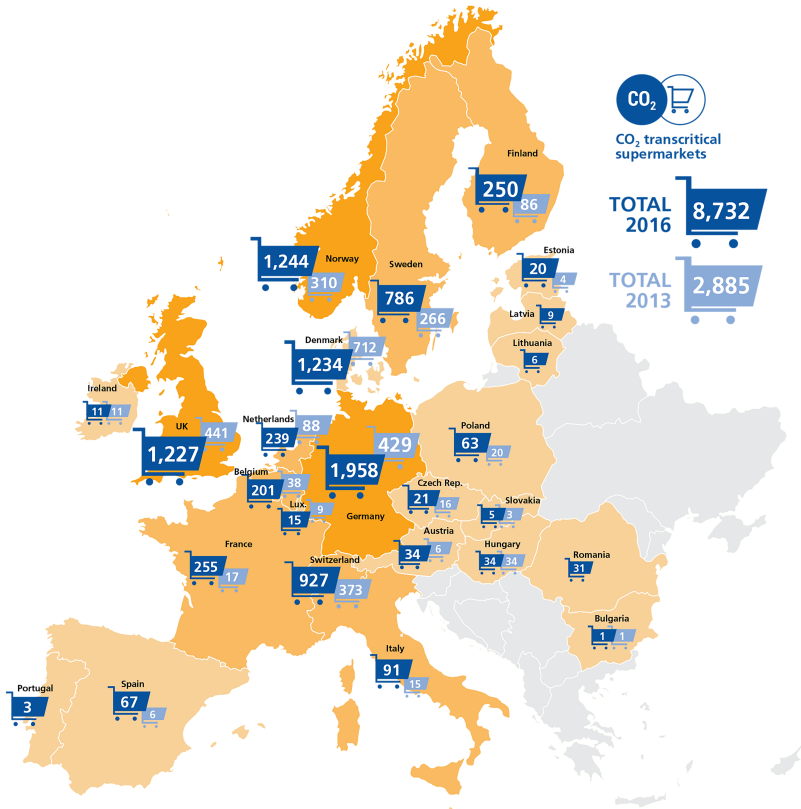 CO2
CO2 transcritical
supermarkets
TOTAL
2016
8,732
TOTAL
2013
2,885
Finland
250
86
Norway
1,244
310
Sweden
786
266
Estonia
20
4
Latvia
9
Lithuania
6
Denmark
712
1,234
Ireland
11
11
UK
441
1,227
Netherlands
88
239
429
1,958
Germany
Poland
63
20
Belgium
38
201
Lux.
9
15
Czech Rep.
21
16
Slovakia
5
3
Austria
34
6
Hungary
34
34
Romania
31
France
255
17
Switzerland
927
373
Bulgaria
1
1
Italy
91
15
Spain
67
6
Portugal
3